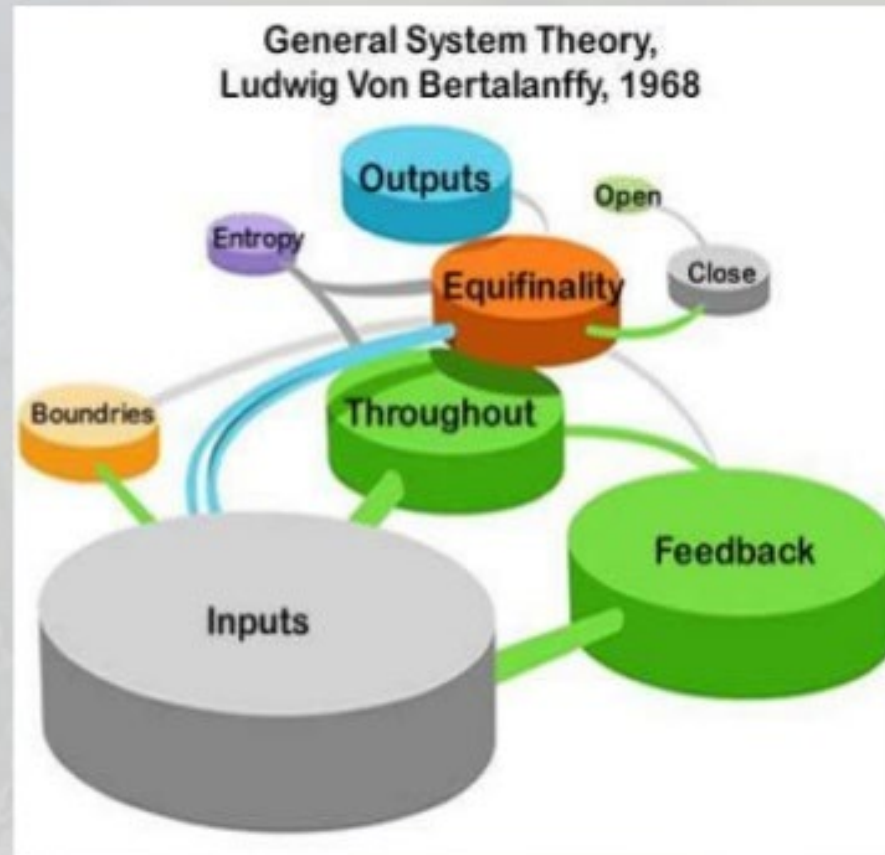 General System Theory,
Ludwig Von Bertalanffy, 1968
Outputs
Open
Entropy
Close
Equifinality
Boundries
Throughout
Feedback
Inputs